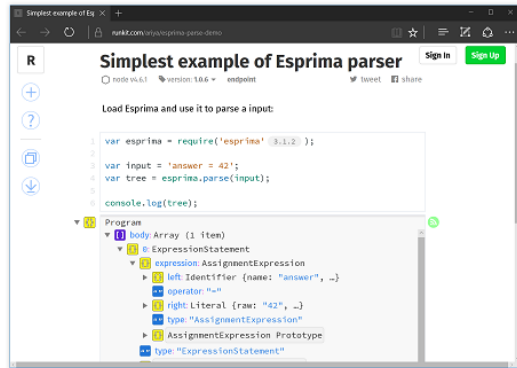 Simplest example of Esp
runkit.com/ariya/esprima-parse-demo
R
Simplest example of Esprima parser
Sign In
Sign Up
node v4.6.1
version: 1.0.6
endpoint
tweet
share
Load Esprima and use it to parse a input:
1 var esprima = require('esprima' 3.1.2 );
2
3 var input = 'answer = 42';
4 var tree = esprima.parse(input);
5
6 console.log(tree);
Program
body: Array (1 item)
0: ExpressionStatement
expression: AssignmentExpression
left: Identifier {name: "answer", …}
operator: "="
right: Literal {raw: "42", …}
type: "AssignmentExpression"
AssignmentExpression Prototype
type: "ExpressionStatement"